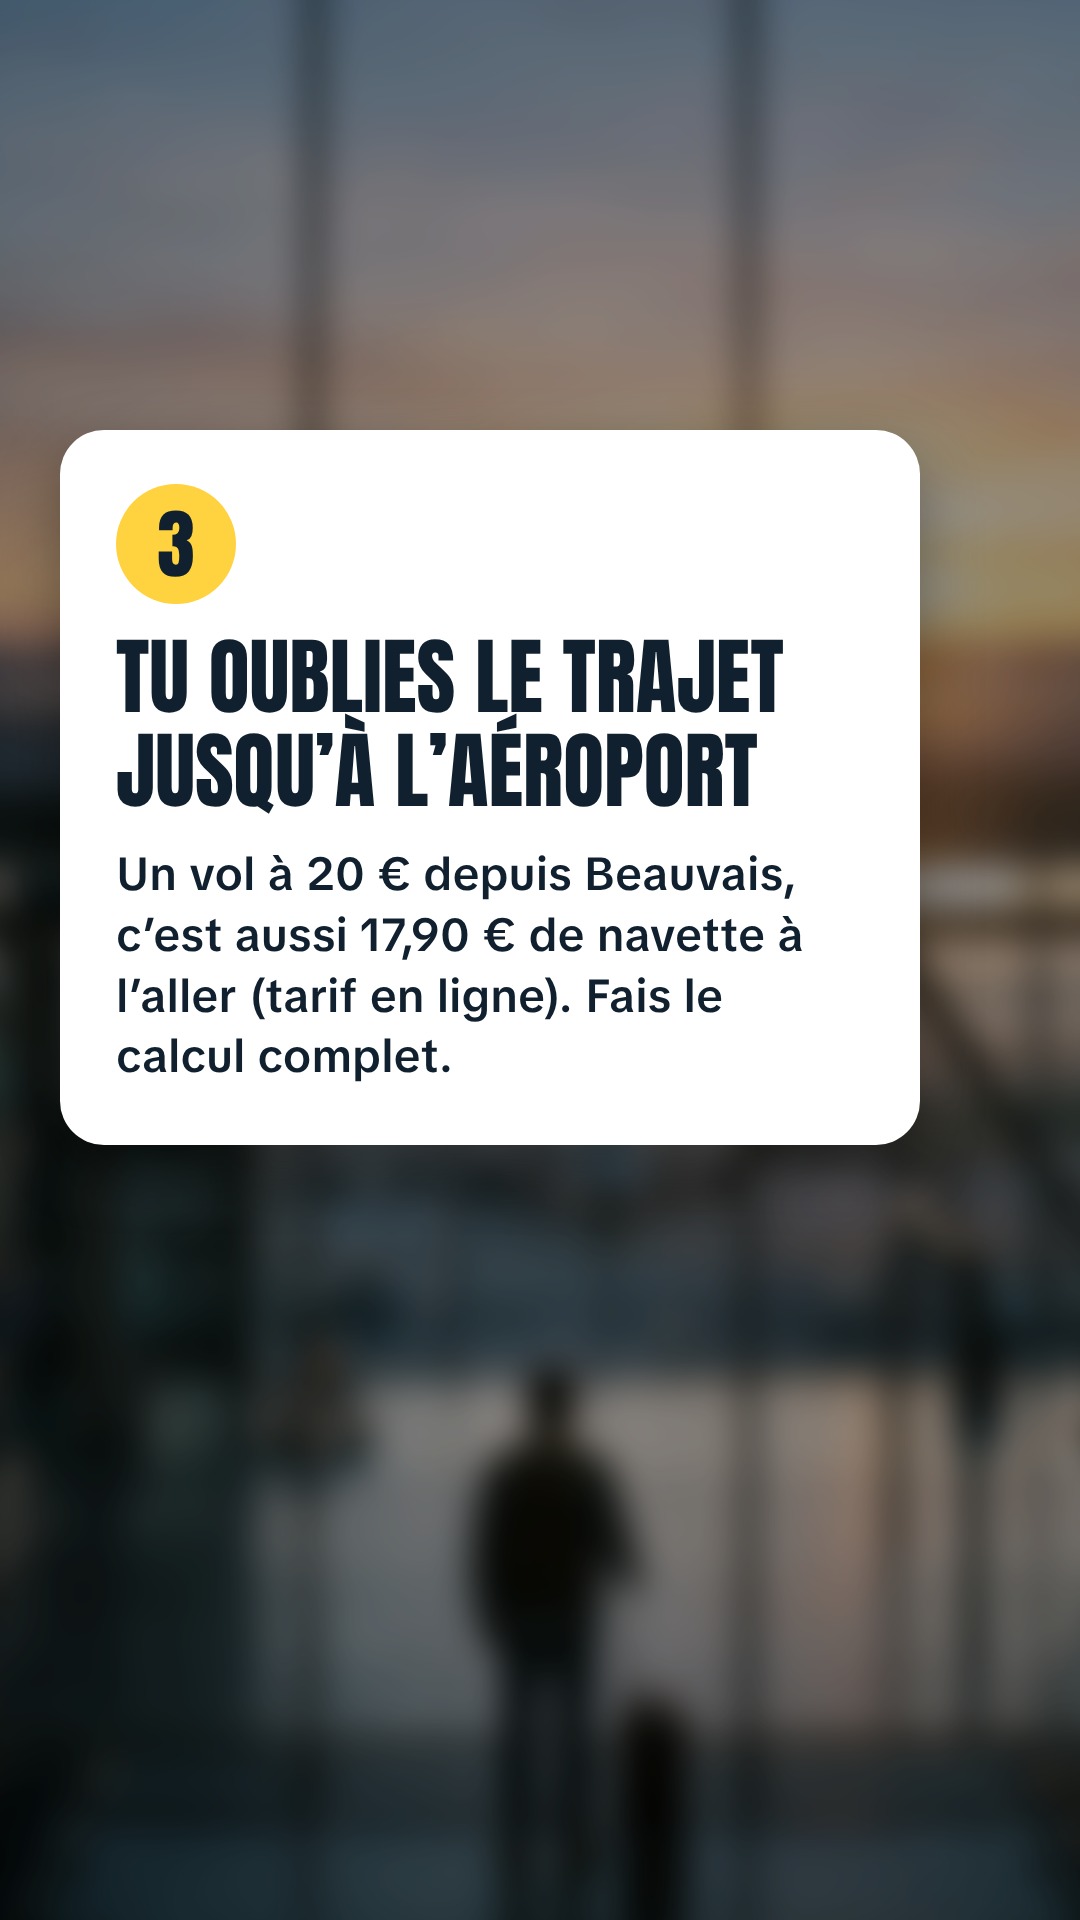 3
TU OUBLIES LE TRAJET
JUSQU’À L’AÉROPORT
Un vol à 20 € depuis Beauvais,
c’est aussi 17,90 € de navette à
l’aller (tarif en ligne). Fais le
calcul complet.